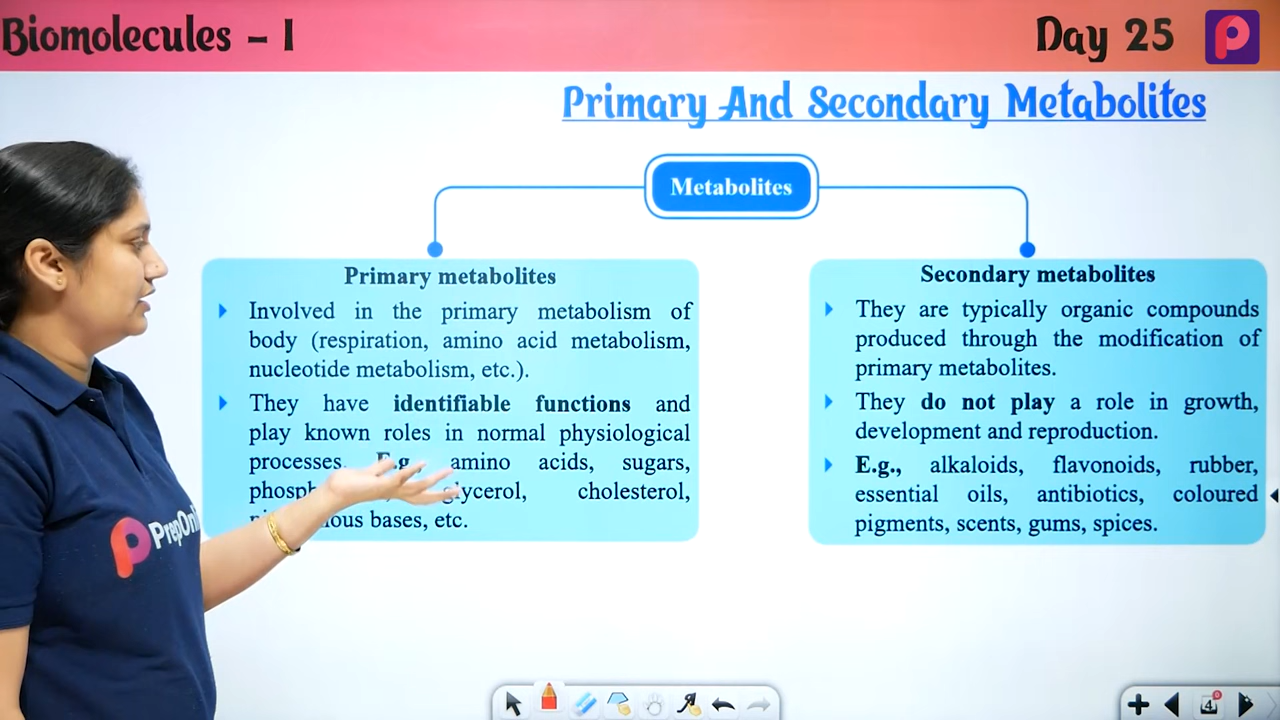 Biomolecules – I
Day 25
Primary And Secondary Metabolites
Metabolites
Primary metabolites
Involved in the primary metabolism of
body (respiration, amino acid metabolism,
nucleotide metabolism, etc.).
They have identifiable functions and
play known roles in normal physiological
processes. E.g. amino acids, sugars,
glycerol, cholesterol,
bases, etc.
Secondary metabolites
They are typically organic compounds
produced through the modification of
primary metabolites.
They do not play a role in growth,
development and reproduction.
E.g., alkaloids, flavonoids, rubber,
essential oils, antibiotics, coloured
pigments, scents, gums, spices.
4